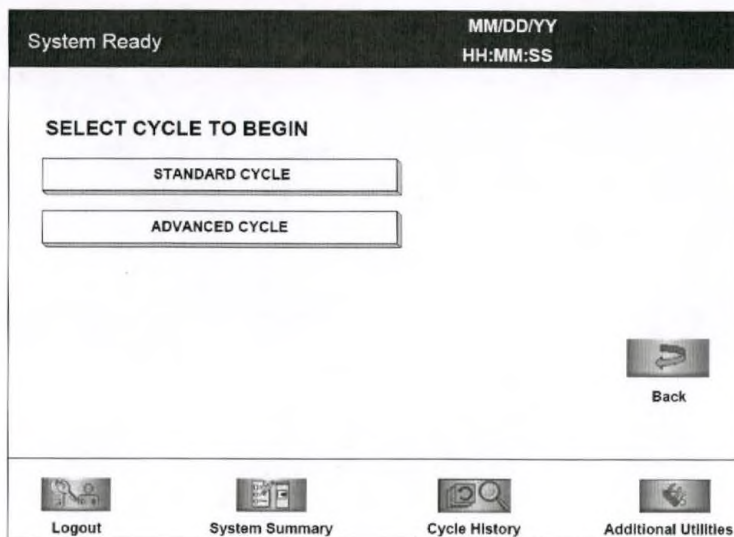 System Ready
MM/DD/YY
HH:MM:SS
SELECT CYCLE TO BEGIN
STANDARD CYCLE
ADVANCED CYCLE
Back
Logout
System Summary
Cycle History
Additional Utilities